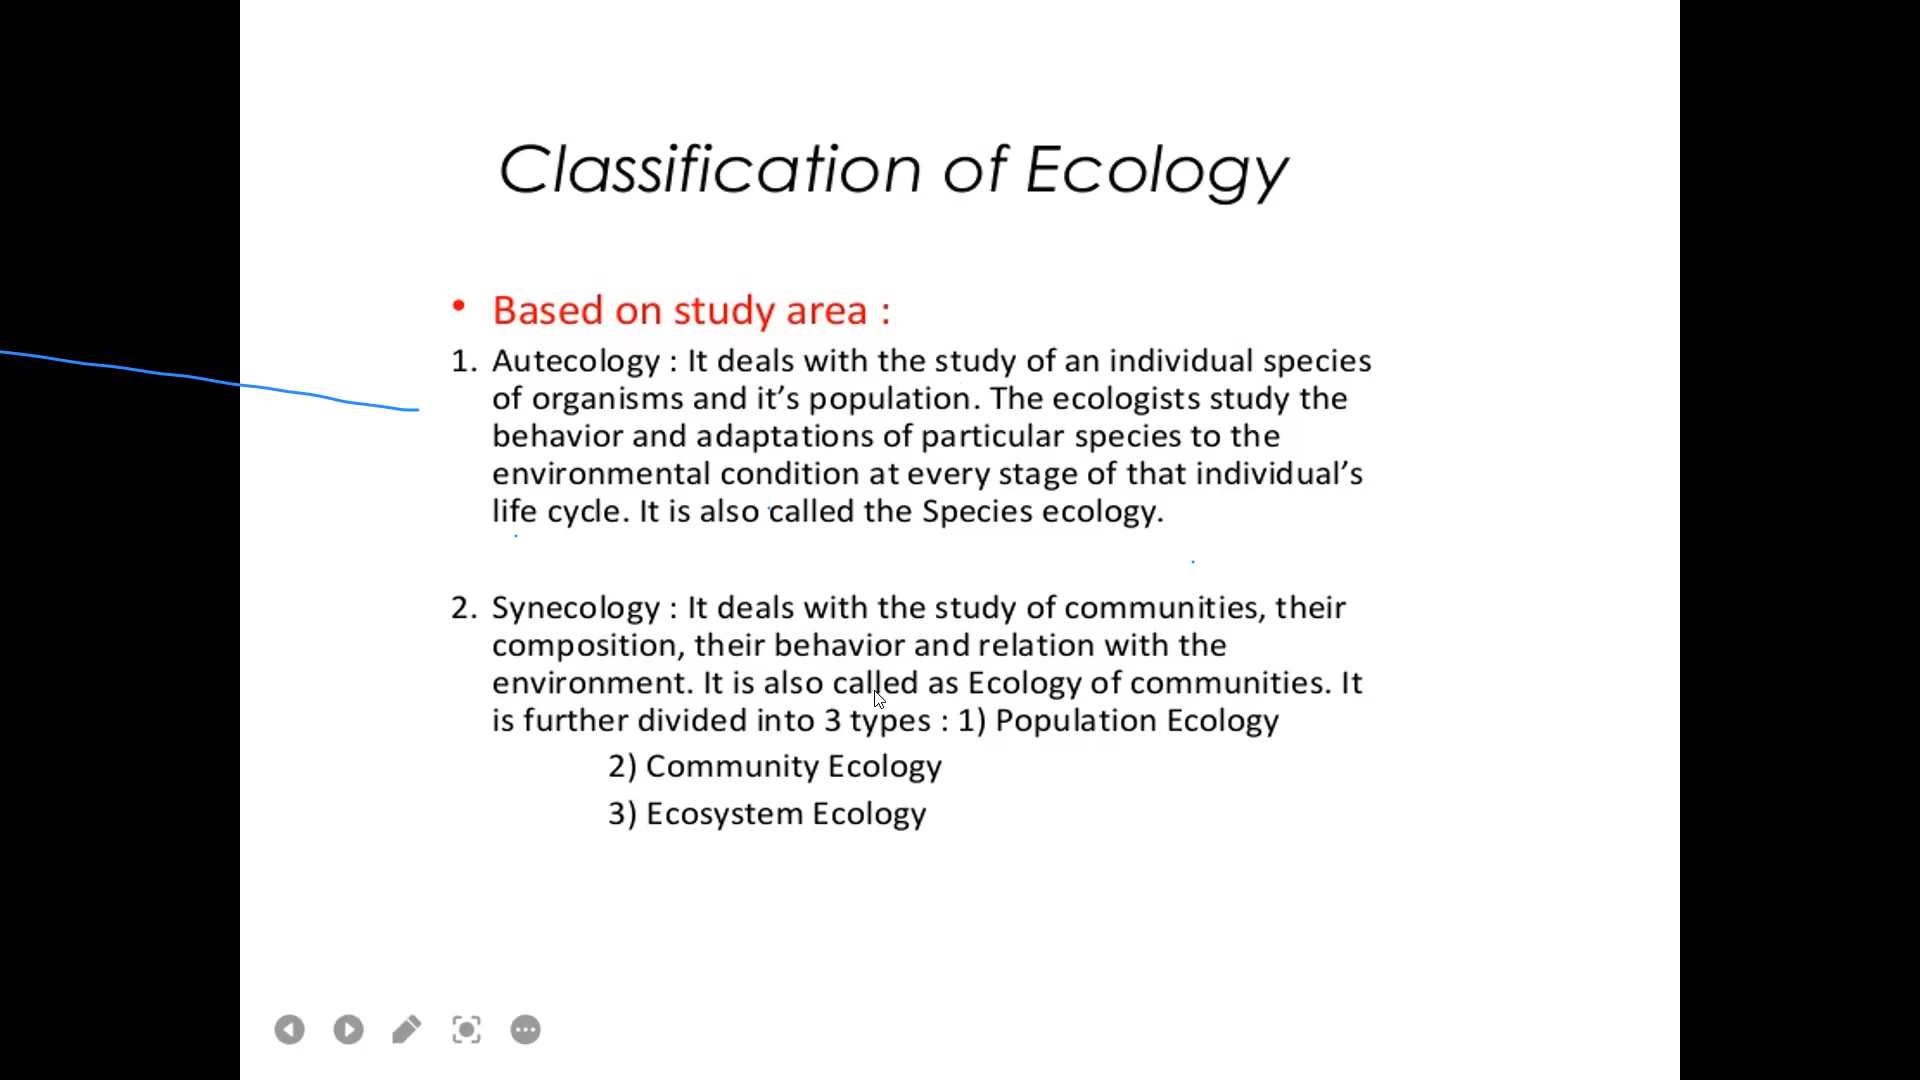 Classification of Ecology
• Based on study area :
1. Autecology : It deals with the study of an individual species
of organisms and it’s population. The ecologists study the
behavior and adaptations of particular species to the
environmental condition at every stage of that individual’s
life cycle. It is also called the Species ecology.
2. Synecology : It deals with the study of communities, their
composition, their behavior and relation with the
environment. It is also called as Ecology of communities. It
is further divided into 3 types : 1) Population Ecology
2) Community Ecology
3) Ecosystem Ecology